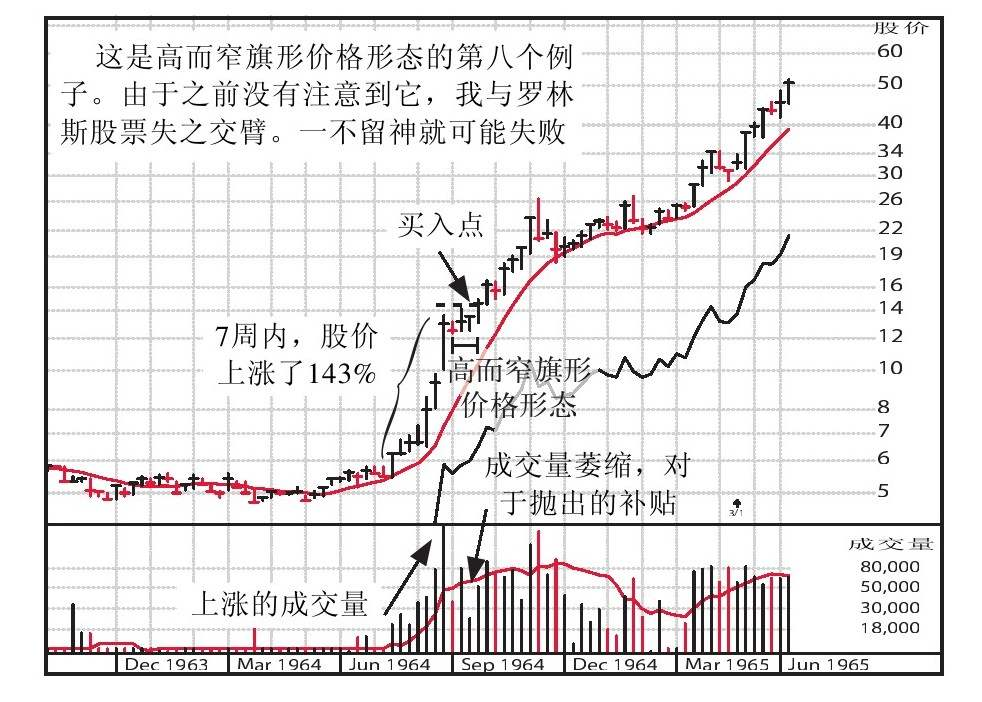 股价
这是高而窄旗形价格形态的第八个例
子。由于之前没有注意到它，我与罗林
斯股票失之交臂。一不留神就可能失败
60
50
40
34
30
26
22
19
16
14
12
10
8
7
6
5
买入点
7周内，股价
上涨了143%
高而窄旗形
价格形态
成交量萎缩，对
于抛出的补贴
3/1
成交量
80,000
50,000
30,000
18,000
上涨的成交量
Dec 1963
Mar 1964
Jun 1964
Sep 1964
Dec 1964
Mar 1965
Jun 1965